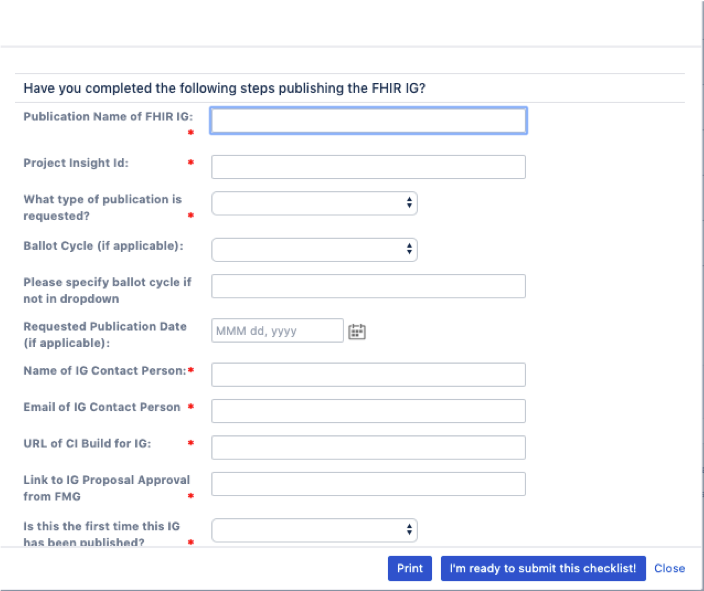 Have you completed the following steps publishing the FHIR IG?
Publication Name of FHIR IG:
*
Project Insight Id: *
What type of publication is
requested? *
Ballot Cycle (if applicable):
Please specify ballot cycle if
not in dropdown
Requested Publication Date
(if applicable):
MMM dd, yyyy
Name of IG Contact Person:*
Email of IG Contact Person *
URL of CI Build for IG: *
Link to IG Proposal Approval
from FMG *
Is this the first time this IG
has been published? *
Print I'm ready to submit this checklist! Close